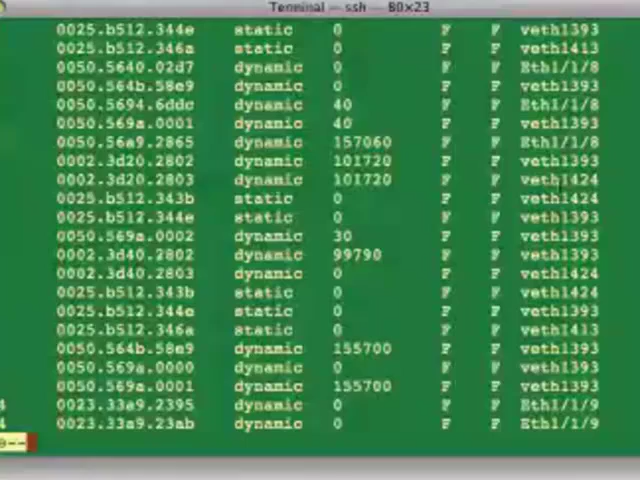 Terminal — ssh — 80×23
0025.b512.344e static 0 F F veth1393
0025.b512.346a static 0 F F veth1413
0050.5640.02d7 dynamic 0 F F Eth1/1/8
0050.564b.58e9 dynamic 0 F F veth1393
0050.5694.6ddc dynamic 40 F F Eth1/1/8
0050.569a.0001 dynamic 40 F F veth1393
0050.56a9.2865 dynamic 157060 F F Eth1/1/8
0002.3d20.2802 dynamic 101720 F F veth1393
0002.3d20.2803 dynamic 101720 F F veth1424
0025.b512.343b static 0 F F veth1424
0025.b512.344e static 0 F F veth1393
0050.569a.0002 dynamic 30 F F veth1393
0002.3d40.2802 dynamic 99790 F F veth1393
0002.3d40.2803 dynamic 0 F F veth1424
0025.b512.343b static 0 F F veth1424
0025.b512.344e static 0 F F veth1393
0025.b512.346a static 0 F F veth1413
0050.564b.58e9 dynamic 155700 F F veth1393
0050.569a.0000 dynamic 0 F F veth1393
0050.569a.0001 dynamic 155700 F F veth1393
4 0023.33a9.2395 dynamic 0 F F Eth1/1/9
4 0023.33a9.23ab dynamic 0 F F Eth1/1/9
e--